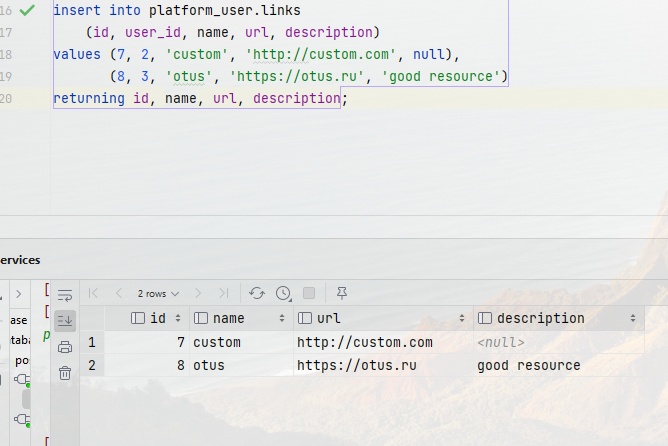 16 insert into platform_user.links
17 (id, user_id, name, url, description)
18 values (7, 2, 'custom', 'http://custom.com', null),
19 (8, 3, 'otus', 'https://otus.ru', 'good resource')
20 returning id, name, url, description;
ervices
2 rows
[
[
ase
p
taba
pos
[
id name url description
1 7 custom http://custom.com <null>
2 8 otus https://otus.ru good resource